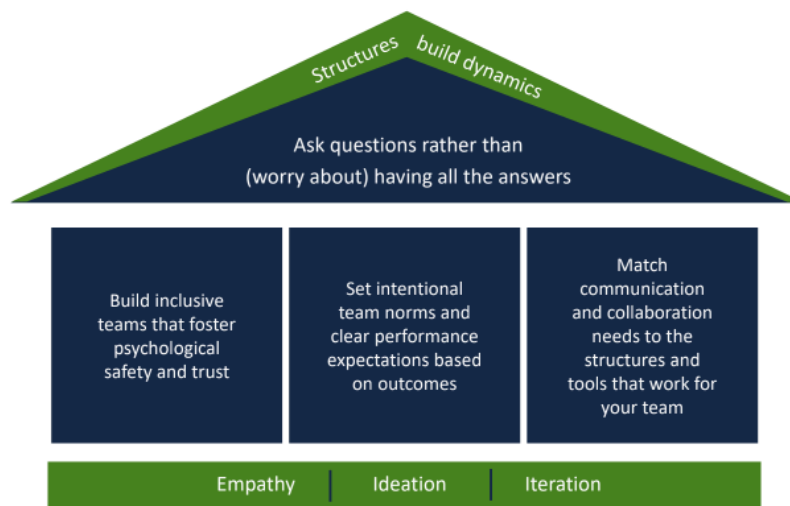 Structures build dynamics
Ask questions rather than
(worry about) having all the answers
Build inclusive
teams that foster
psychological
safety and trust
Set intentional
team norms and
clear performance
expectations based
on outcomes
Match
communication
and collaboration
needs to the
structures and
tools that work for
your team
Empathy | Ideation | Iteration